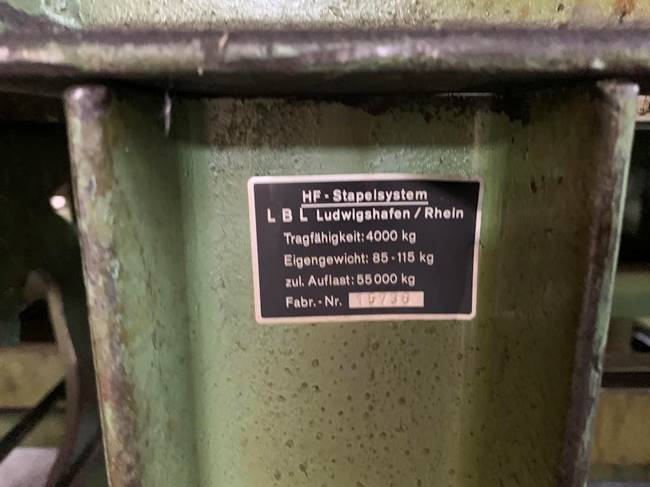 HF - Stapelsystem
L B L Ludwigshafen / Rhein
Tragfähigkeit: 4000 kg
Eigengewicht: 85 - 115 kg
zul. Auflast: 55000 kg
Fabr. - Nr.